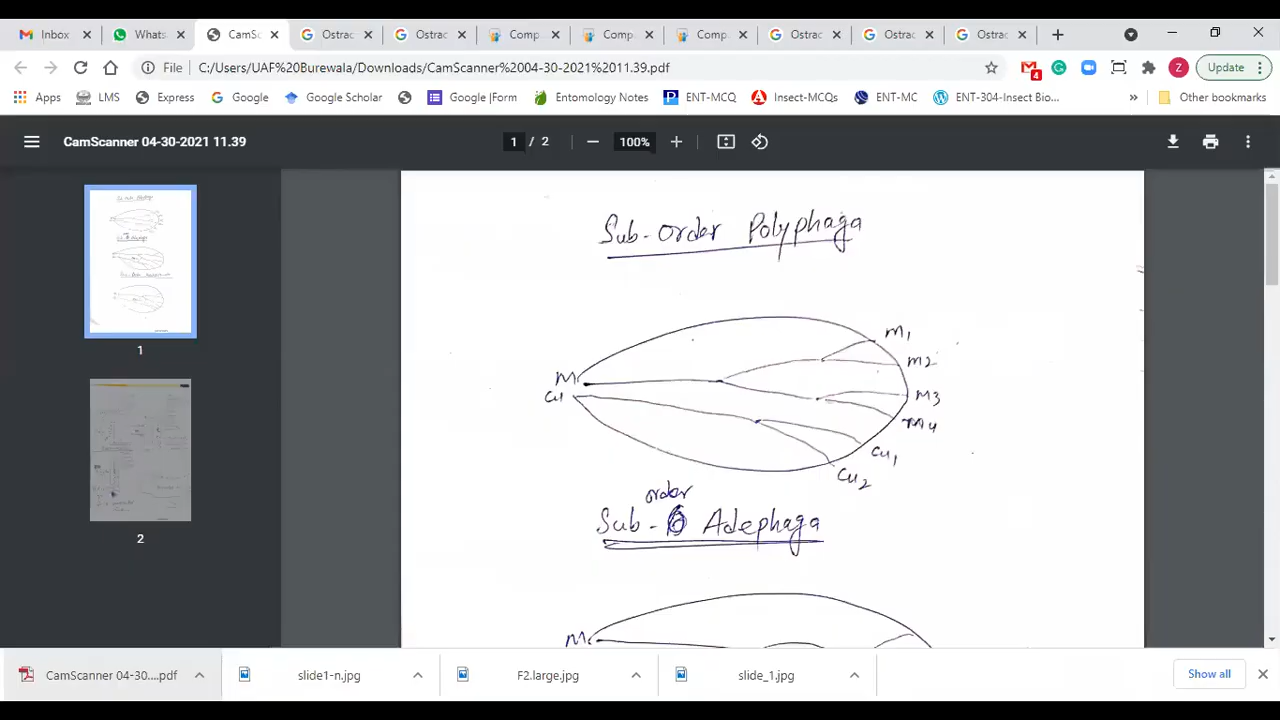 Inbox
Whats
CamSc
Ostrac
Ostrac
Comp
Comp
Comp
Ostrac
Ostrac
Ostrac
File C:/Users/UAF%20Burewala/Downloads/CamScanner%2004-30-2021%2011.39.pdf
4
Z
Update
Apps
LMS
Express
Google
Google Scholar
Google |Form
Entomology Notes
ENT-MCQ
Insect-MCQs
ENT-MC
ENT-304-Insect Bio...
»
Other bookmarks
CamScanner 04-30-2021 11.39
1 / 2
100%
Sub-order Polyphaga
M1
M2
M
Cu
M3
M4
Cu1
Cu2
order
Sub- Adephaga
M
1
2
CamScanner 04-30....pdf
slide1-n.jpg
F2.large.jpg
slide_1.jpg
Show all